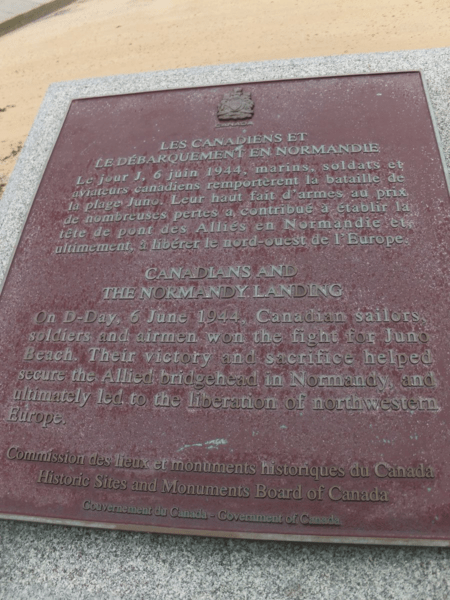 LES CANADIENS ET
LE DÉBARQUEMENT EN NORMANDIE
Le jour J, 6 juin 1944, marins, soldats et
aviateurs canadiens remportèrent la bataille de
la plage Juno. Leur haut fait d'armes au prix
de nombreuses pertes a contribué à établir la
tête de pont des Alliés en Normandie et,
ultimement, à libérer le nord-ouest de l'Europe.
CANADIANS AND
THE NORMANDY LANDING
On D-Day, 6 June 1944, Canadian sailors,
soldiers and airmen won the fight for Juno
Beach. Their victory and sacrifice helped
secure the Allied bridgehead in Normandy, and
ultimately led to the liberation of northwestern
Europe.
Commission des lieux et monuments historiques du Canada
Historic Sites and Monuments Board of Canada
Gouvernement du Canada - Government of Canada